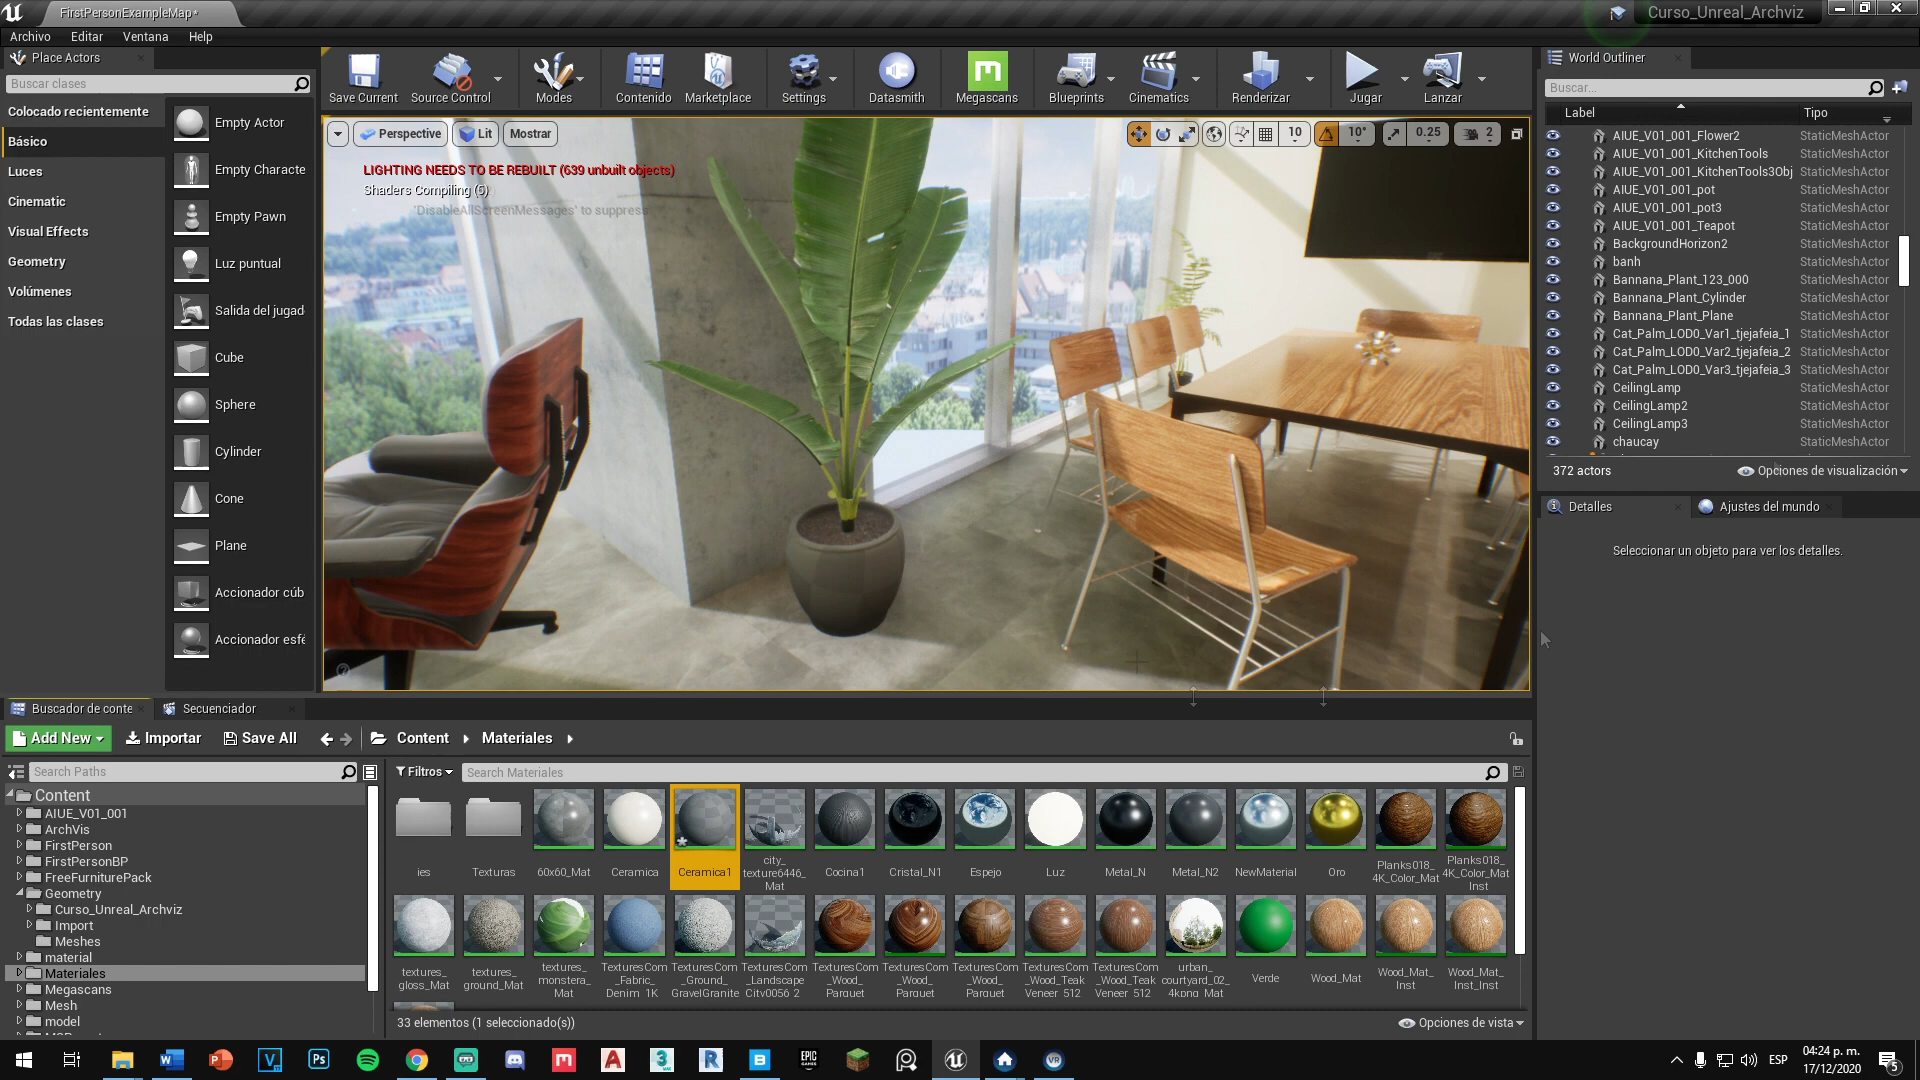 FirstPersonExampleMap*
Curso_Unreal_Archviz
Archivo
Editar
Ventana
Help
Place Actors
Buscar clases
Colocado recientemente
Básico
Luces
Cinematic
Visual Effects
Geometry
Volúmenes
Todas las clases
Empty Actor
Empty Characte
Empty Pawn
Luz puntual
Salida del jugad
Cube
Sphere
Cylinder
Cone
Plane
Accionador cúb
Accionador esfé
Save Current
Source Control
Modes
Contenido
Marketplace
Settings
Datasmith
Megascans
Blueprints
Cinematics
Renderizar
Jugar
Lanzar
Perspective
Lit
Mostrar
10
10°
0.25
2
LIGHTING NEEDS TO BE REBUILT (639 unbuilt objects)
Shaders Compiling (5)
'DisableAllScreenMessages' to suppress
World Outliner
Buscar...
Label
Tipo
AIUE_V01_001_Flower2 StaticMeshActor
AIUE_V01_001_KitchenTools StaticMeshActor
AIUE_V01_001_KitchenTools3Obj StaticMeshActor
AIUE_V01_001_pot StaticMeshActor
AIUE_V01_001_pot3 StaticMeshActor
AIUE_V01_001_Teapot StaticMeshActor
BackgroundHorizon2 StaticMeshActor
banh StaticMeshActor
Bannana_Plant_123_000 StaticMeshActor
Bannana_Plant_Cylinder StaticMeshActor
Bannana_Plant_Plane StaticMeshActor
Cat_Palm_LOD0_Var1_tjejafeia_1 StaticMeshActor
Cat_Palm_LOD0_Var2_tjejafeia_2 StaticMeshActor
Cat_Palm_LOD0_Var3_tjejafeia_3 StaticMeshActor
CeilingLamp StaticMeshActor
CeilingLamp2 StaticMeshActor
CeilingLamp3 StaticMeshActor
chaucay StaticMeshActor
372 actors
Opciones de visualización
Detalles
Ajustes del mundo
Seleccionar un objeto para ver los detalles.
Buscador de conte
Secuenciador
Add New
Importar
Save All
Content
Materiales
Search Paths
Content
AIUE_V01_001
ArchVis
FirstPerson
FirstPersonBP
FreeFurniturePack
Geometry
Curso_Unreal_Archviz
Import
Meshes
material
Materiales
Megascans
Mesh
model
Filtros
Search Materiales
ies
Texturas
60x60_Mat
Ceramica
Ceramica1
city_
texture6446_
Mat
Cocina1
Cristal_N1
Espejo
Luz
Metal_N
Metal_N2
NewMaterial
Oro
Planks018_
4K_Color_Mat
Planks018_
4K_Color_Mat
Inst
textures_
gloss_Mat
textures_
ground_Mat
textures_
monstera_
Mat
TexturesCom
_Fabric_
Denim_1K
TexturesCom
_Ground_
GravelGranite
TexturesCom
_Landscape
City0056_2
TexturesCom
_Wood_
Parquet
TexturesCom
_Wood_
Parquet
TexturesCom
_Wood_
Parquet
TexturesCom
_Wood_Teak
Veneer_512
TexturesCom
_Wood_Teak
Veneer_512
urban_
courtyard_02_
4kpng_Mat
Verde
Wood_Mat
Wood_Mat_
Inst
Wood_Mat_
Inst_Inst
33 elementos (1 seleccionado(s))
Opciones de vista
ESP
04:24 p. m.
17/12/2020
5